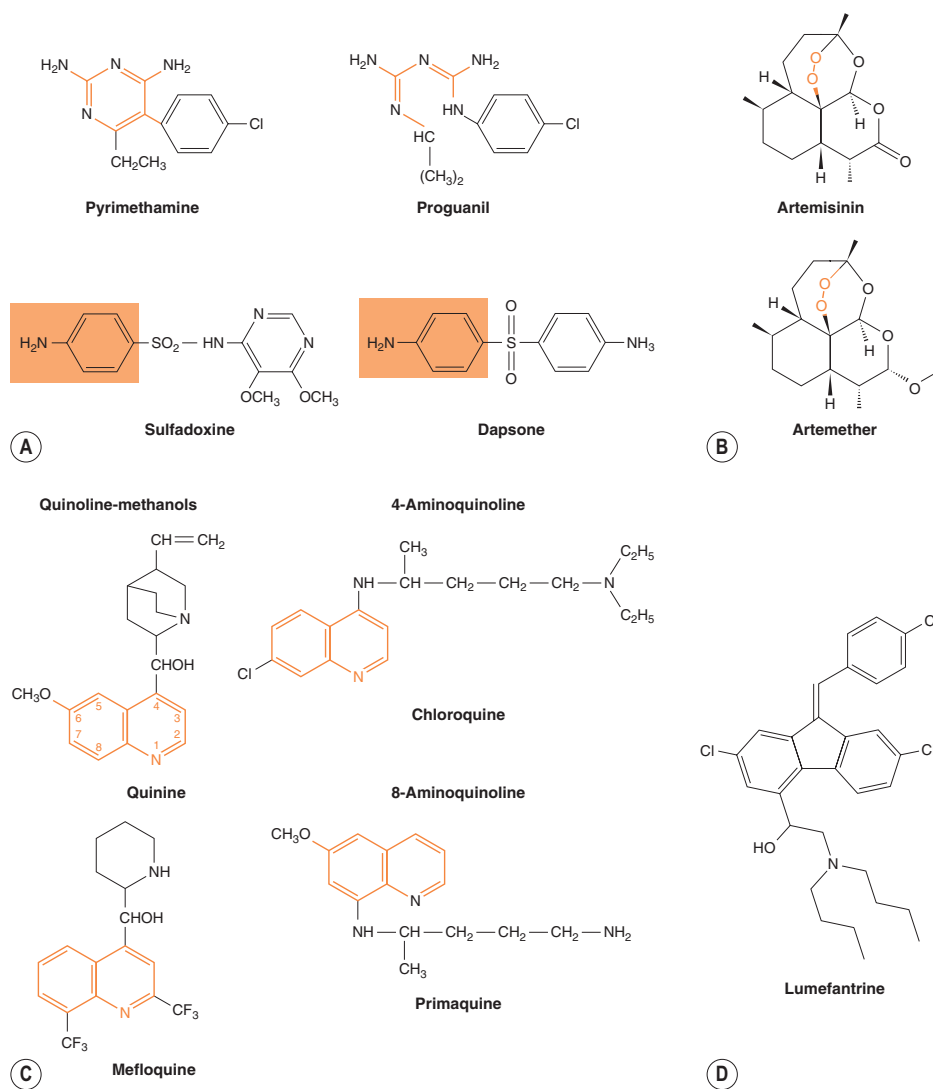 NH₂ N NH₂
N
Cl
CH₂CH₃
Pyrimethamine
H₂N N NH₂
N HN
Cl
HC
(CH₃)₂
Proguanil
H₂N
SO₂
HN
N
N
OCH₃
OCH₃
Sulfadoxine
H₂N
O
S
O
NH₃
Dapsone
A
O
O
O
H
O
H
O
H
Artemisinin
O
O
O
H
O
H
H
O
Artemether
B
Quinoline-methanols
CH CH₂
N
CHOH
CH₃O
5 4 3
6
7 8 1 2
N
Quinine
NH
CHOH
N
CF₃
CF₃
Mefloquine
C
4-Aminoquinoline
CH₃
NH CH CH₂ CH₂ CH₂ N
C₂H₅
C₂H₅
Cl
N
Chloroquine
8-Aminoquinoline
CH₃O
N
NH CH CH₂ CH₂ CH₂ NH₂
CH₃
Primaquine
Cl
HO
N
Lumefantrine
D